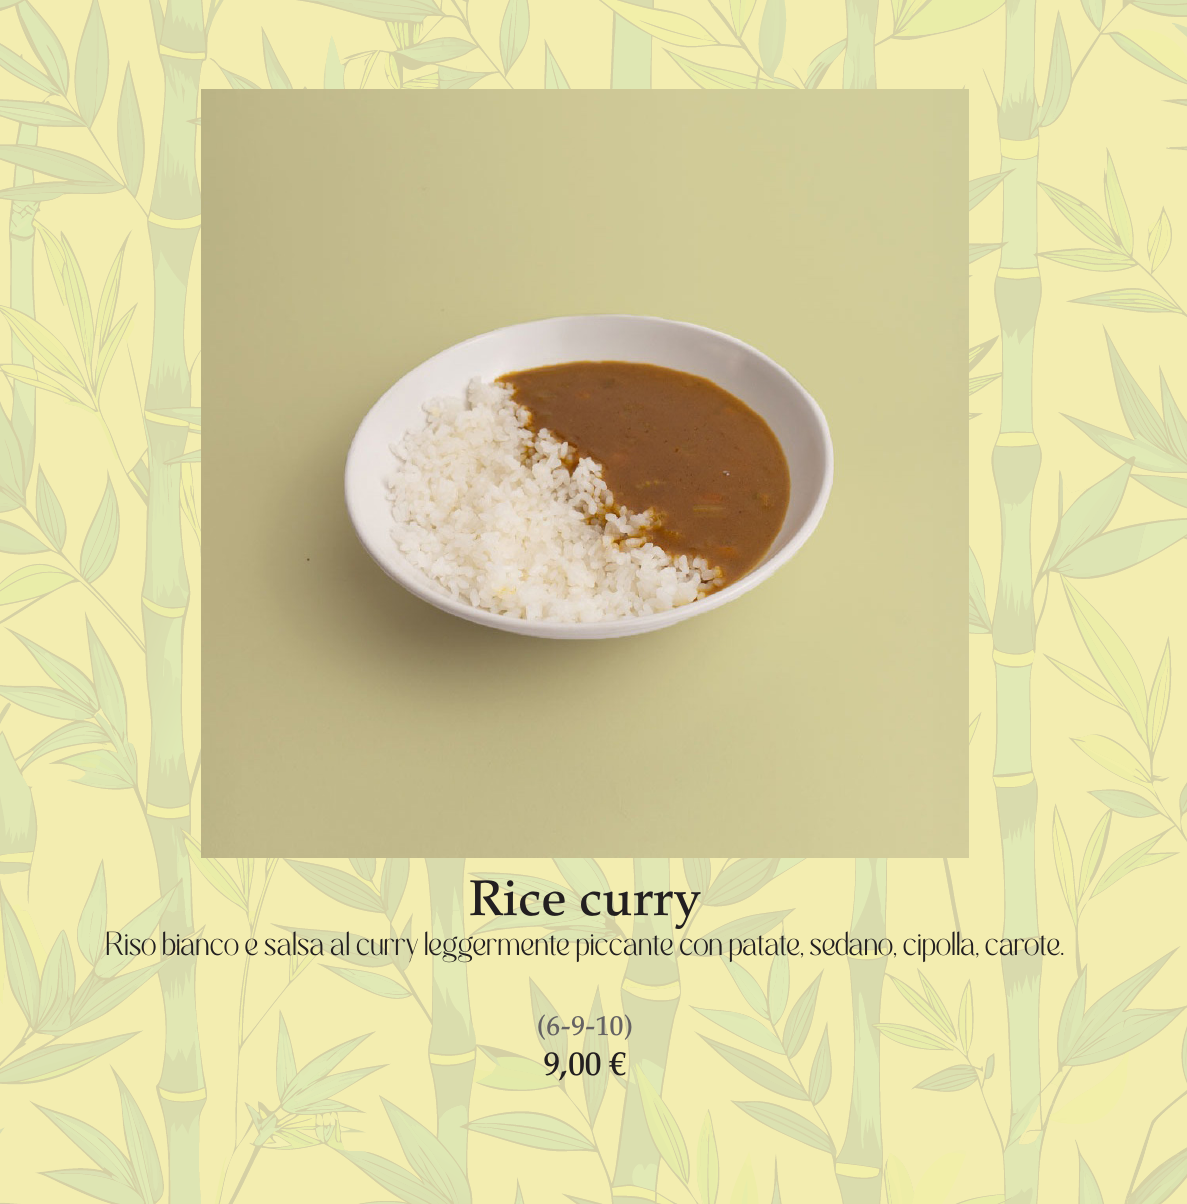 Rice curry
Riso bianco e salsa al curry leggermente piccante con patate, sedano, cipolla, carote.
(6-9-10)
9,00 €